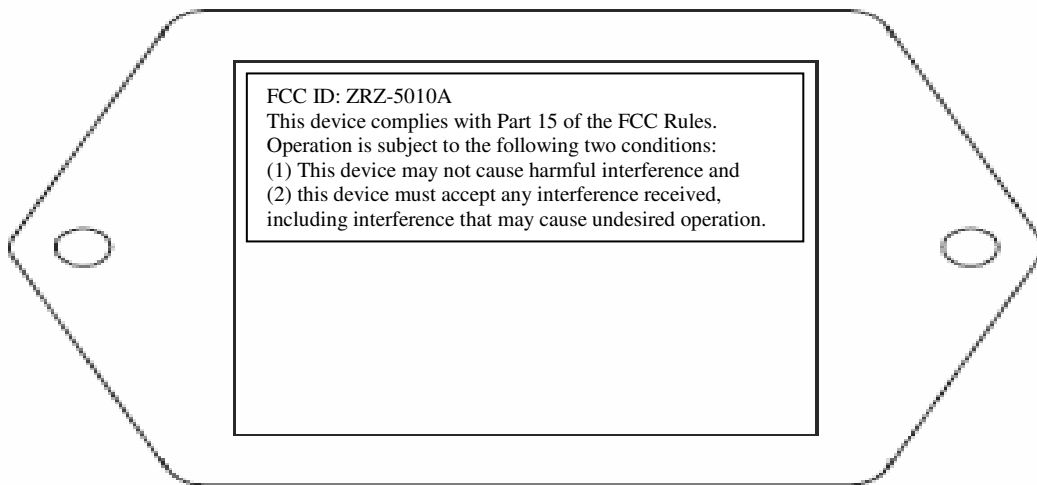 FCC ID: ZRZ-5010A
This device complies with Part 15 of the FCC Rules.
Operation is subject to the following two conditions:
(1) This device may not cause harmful interference and
(2) this device must accept any interference received,
including interference that may cause undesired operation.